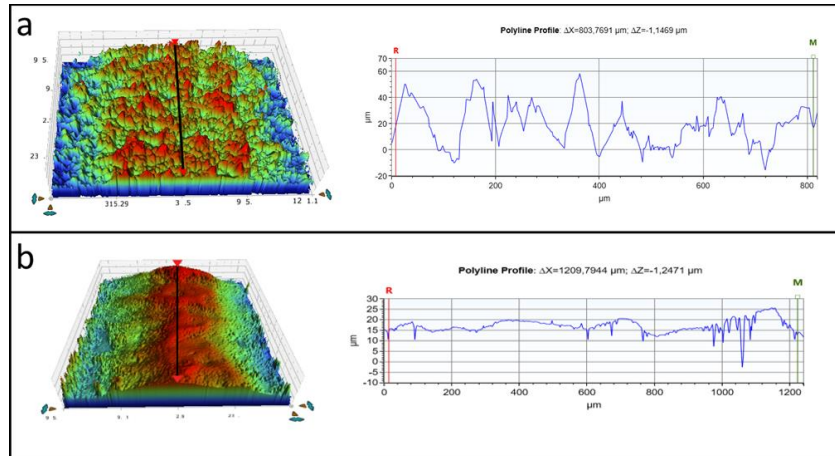 a
Polyline Profile: ΔX=803,7691 µm; ΔZ=-1,1469 µm
R
M
70
60
40
20
0
-20
µm
0
200
400
600
800
µm
9 5.
9.
2.
23 .
315.29
3 .5
9 5.
12 1.1
b
Polyline Profile: ΔX=1209,7944 µm; ΔZ=-1,2471 µm
R
M
30
25
20
15
10
5
0
-5
-10
µm
0
200
400
600
800
1000
1200
µm